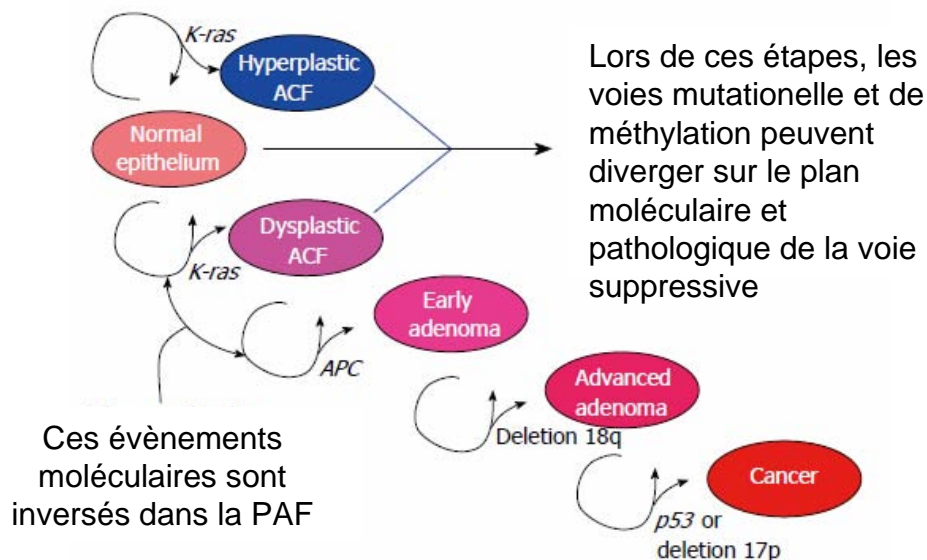 K-ras
Hyperplastic
ACF
Lors de ces étapes, les
voies mutationelle et de
méthylation peuvent
diverger sur le plan
moléculaire et
pathologique de la voie
suppressive
Normal
epithelium
Dysplastic
ACF
K-ras
Early
adenoma
APC
Advanced
adenoma
Deletion 18q
Ces évènements
moléculaires sont
inversés dans la PAF
Cancer
p53 or
deletion 17p